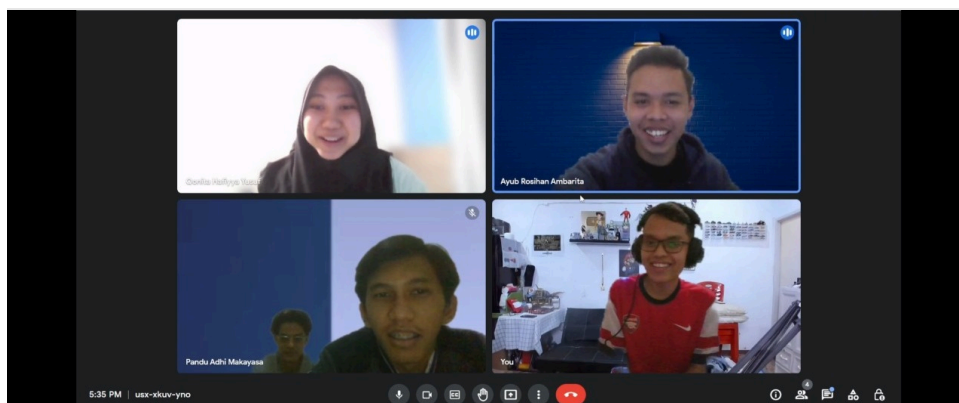 Ayub Rosihan Ambarita
Pandu Adhi Makayasa
You
5:35 PM | usx-xkuv-yno
4